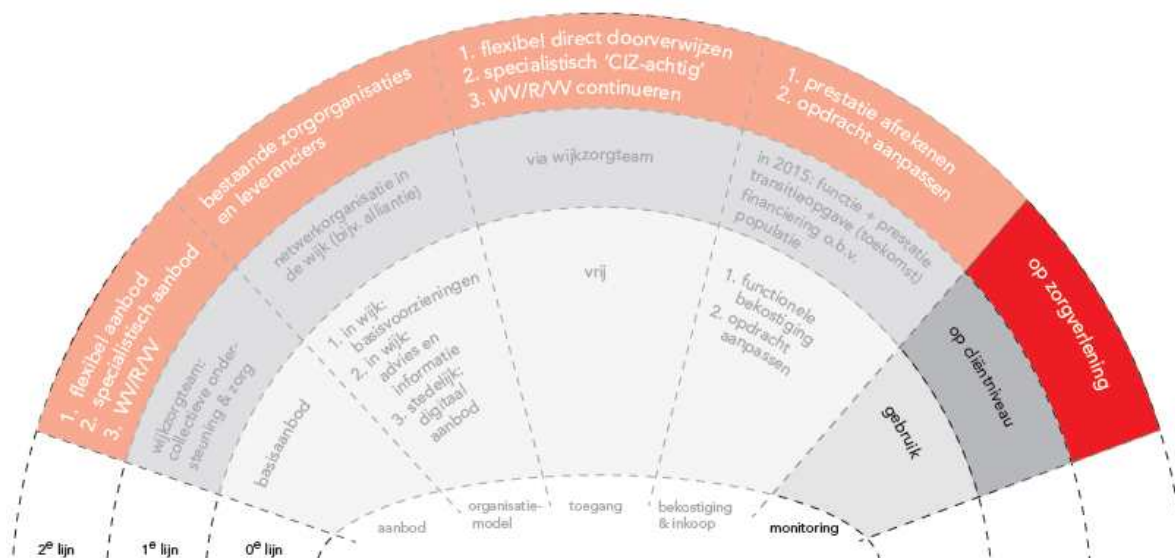 1. flexibel aanbod
2. specialistisch aanbod
3. WV/R/VV
bestaande zorgorganisaties
en leveranciers
1. flexibel direct doorverwijzen
2. specialistisch 'CIZ-achtig'
3. WV/R/VV continueren
1. prestatie afrekenen
2. opdracht aanpassen
op zorgverlening
wijkzorgteam:
collectieve onder-
steuning & zorg
netwerkorganisatie in
de wijk (bijv. alliantie)
via wijkzorgteam
in 2015: functie + prestatie
transitieopgave (toekomst)
financiering o.b.v.
populatie
op cliëntniveau
basisaanbod
1. in wijk:
basisvoorzieningen
2. in wijk:
advies en
informatie
3. stedelijk:
digitaal
aanbod
vrij
1. functionele
bekostiging
2. opdracht
aanpassen
gebruik
aanbod
organisatie-
model
toegang
bekostiging
& inkoop
monitoring
2e lijn
1e lijn
0e lijn